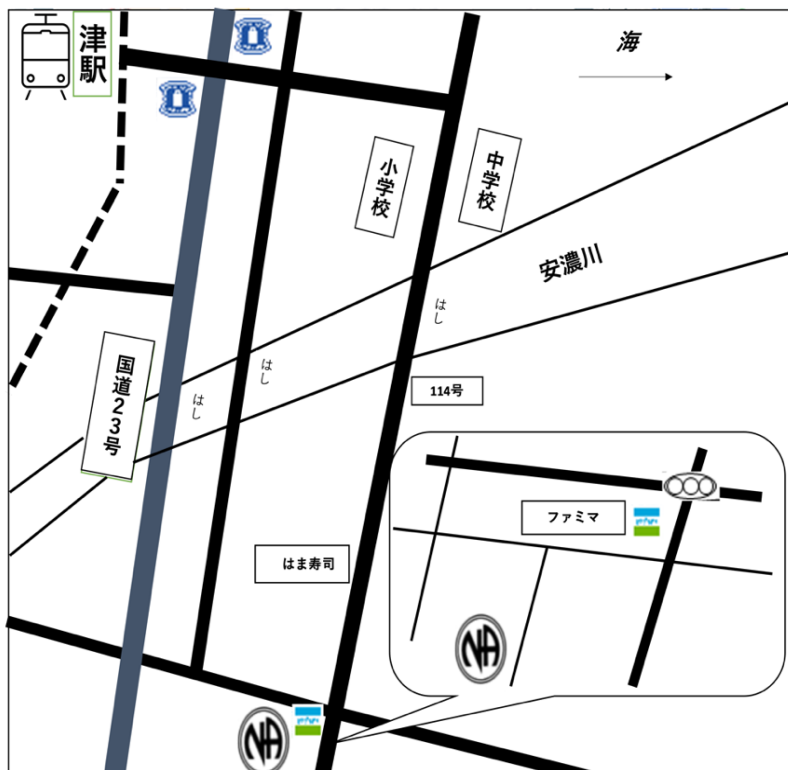 津駅
海
小学校
中学校
安濃川
はし
はし
はし
国道23号
114号
ファミマ
はま寿司